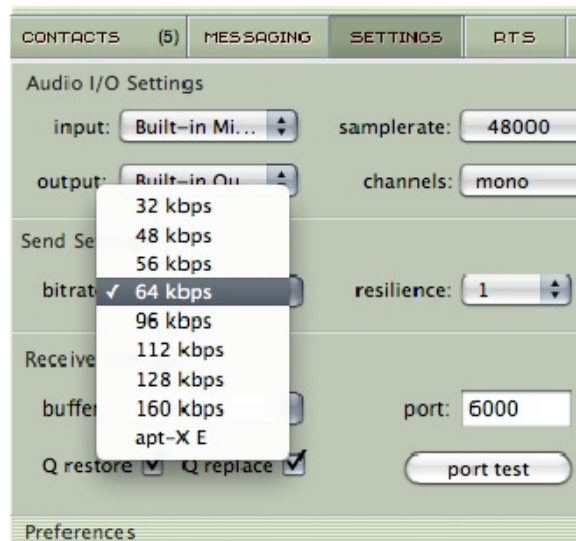 CONTACTS (5) MESSAGING SETTINGS RTS
Audio I/O Settings
input: Built-in Mi... samplerate: 48000
output: Built-in Ou channels: mono
32 kbps
48 kbps
56 kbps
Send Se
bitrat ✓ 64 kbps resilience: 1
96 kbps
112 kbps
Receive
128 kbps
buffe 160 kbps port: 6000
apt-X E
Q restore Q replace port test
Preferences